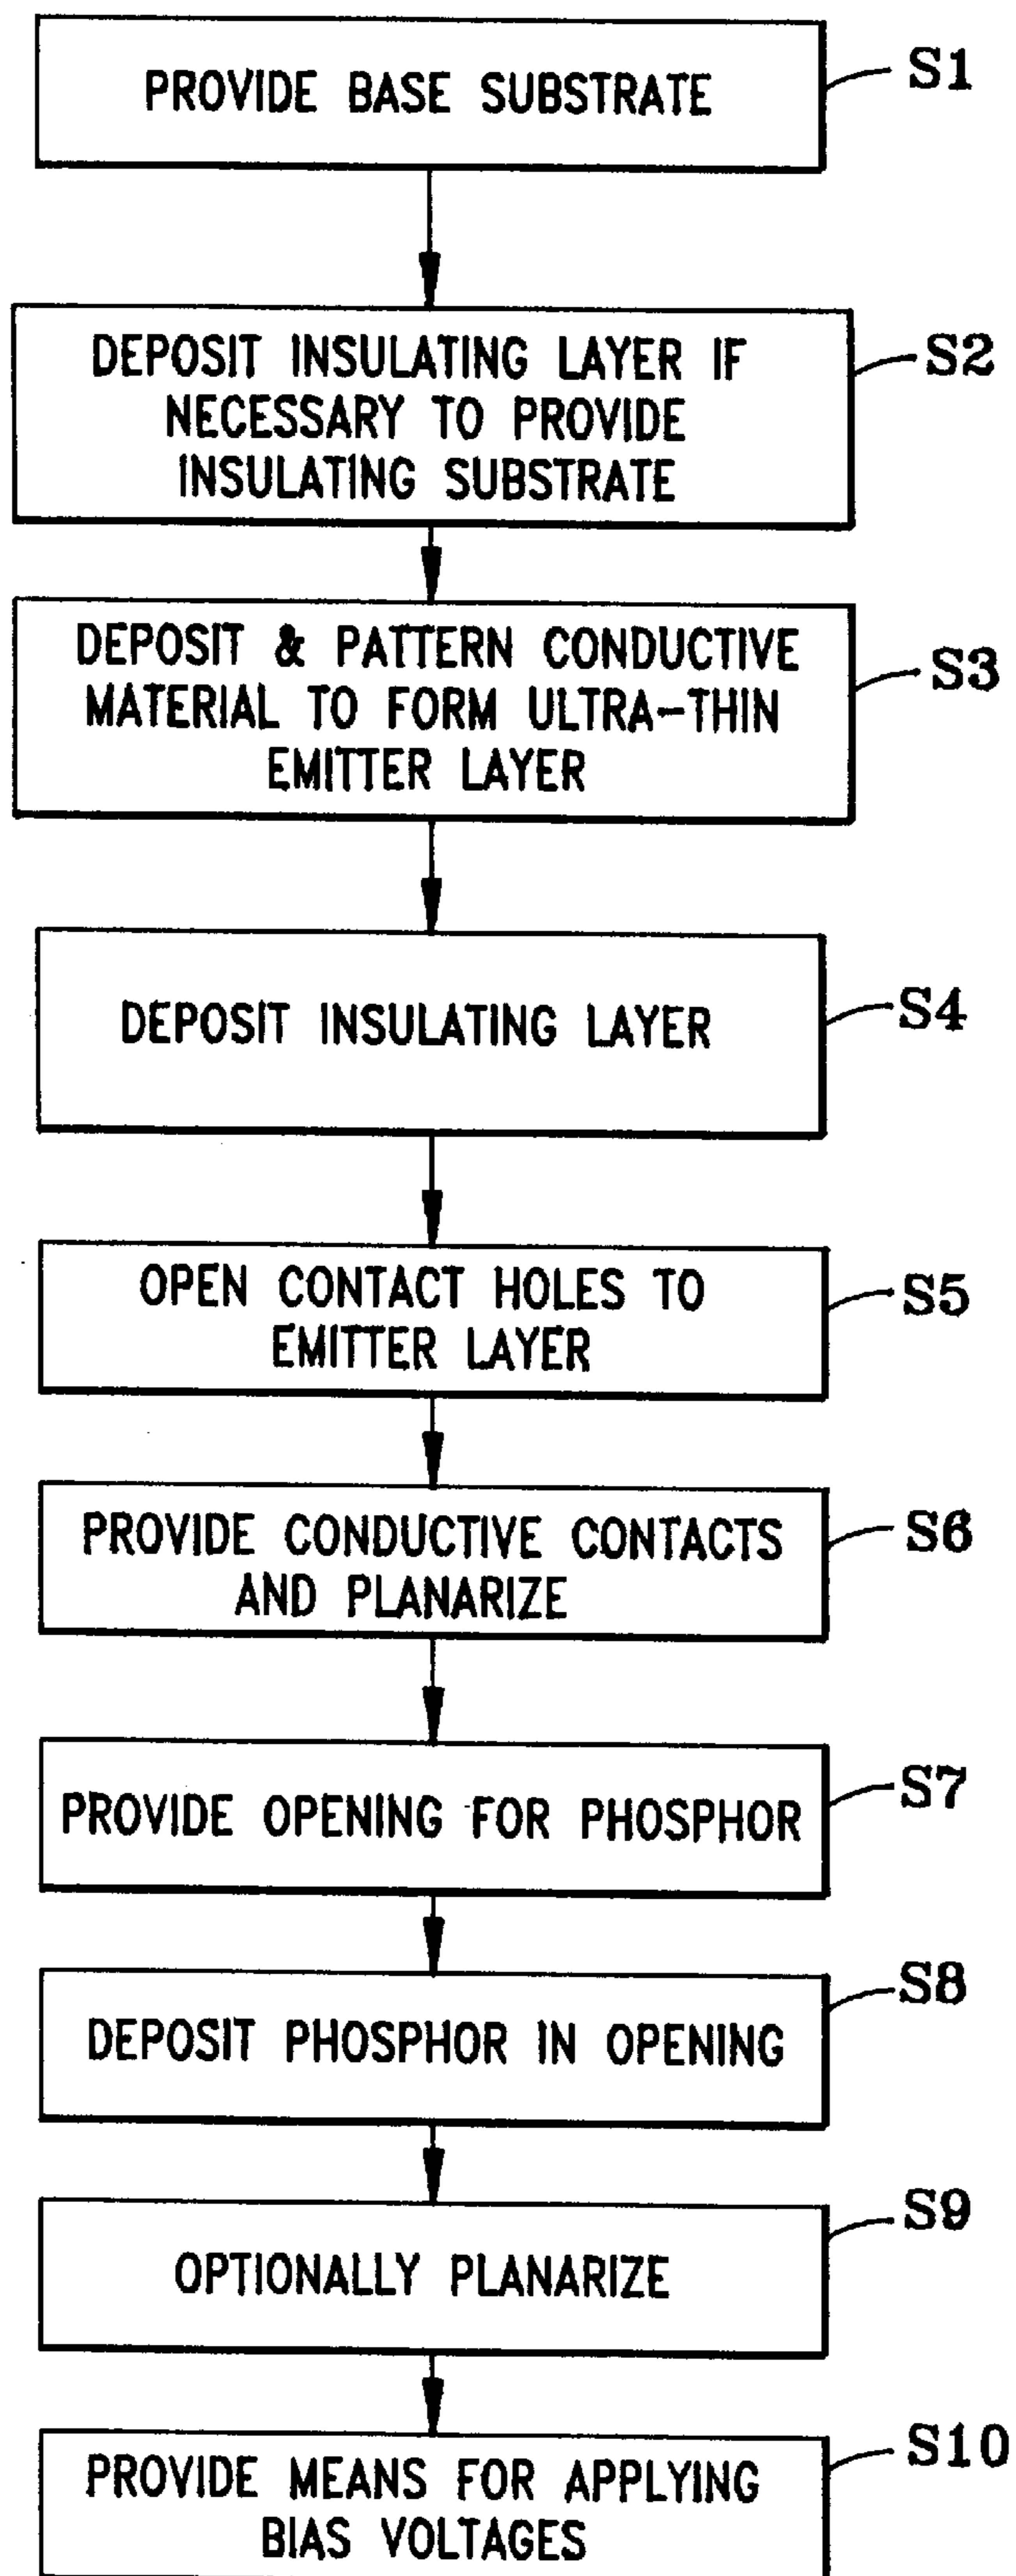 PROVIDE BASE SUBSTRATE
S1
DEPOSIT INSULATING LAYER IF
NECESSARY TO PROVIDE
INSULATING SUBSTRATE
S2
DEPOSIT & PATTERN CONDUCTIVE
MATERIAL TO FORM ULTRA-THIN
EMITTER LAYER
S3
DEPOSIT INSULATING LAYER
S4
OPEN CONTACT HOLES TO
EMITTER LAYER
S5
PROVIDE CONDUCTIVE CONTACTS
AND PLANARIZE
S6
PROVIDE OPENING FOR PHOSPHOR
S7
DEPOSIT PHOSPHOR IN OPENING
S8
OPTIONALLY PLANARIZE
S9
PROVIDE MEANS FOR APPLYING
BIAS VOLTAGES
S10